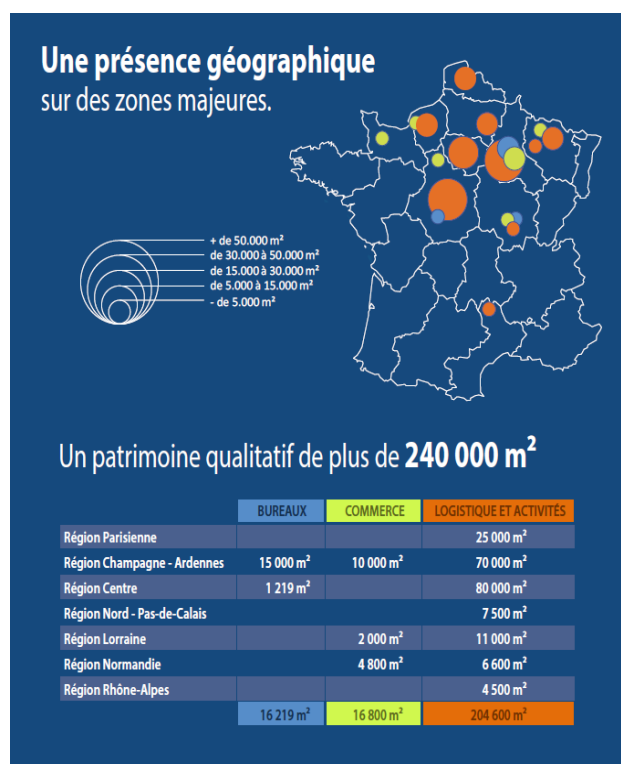 Une présence géographique
sur des zones majeures.
+ de 50.000 m²
de 30.000 à 50.000 m²
de 15.000 à 30.000 m²
de 5.000 à 15.000 m²
- de 5.000 m²
Un patrimoine qualitatif de plus de 240 000 m²
BUREAUX COMMERCE LOGISTIQUE ET ACTIVITÉS
Région Parisienne 25 000 m²
Région Champagne - Ardennes 15 000 m² 10 000 m² 70 000 m²
Région Centre 1 219 m² 80 000 m²
Région Nord - Pas-de-Calais 7 500 m²
Région Lorraine 2 000 m² 11 000 m²
Région Normandie 4 800 m² 6 600 m²
Région Rhône-Alpes 4 500 m²
16 219 m² 16 800 m² 204 600 m²